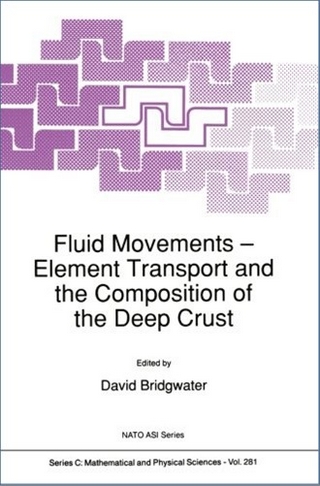 Fluid Movements –
Element Transport and
the Composition of
the Deep Crust
Edited by
David Bridgwater
NATO ASI Series
Series C: Mathematical and Physical Sciences - Vol. 281